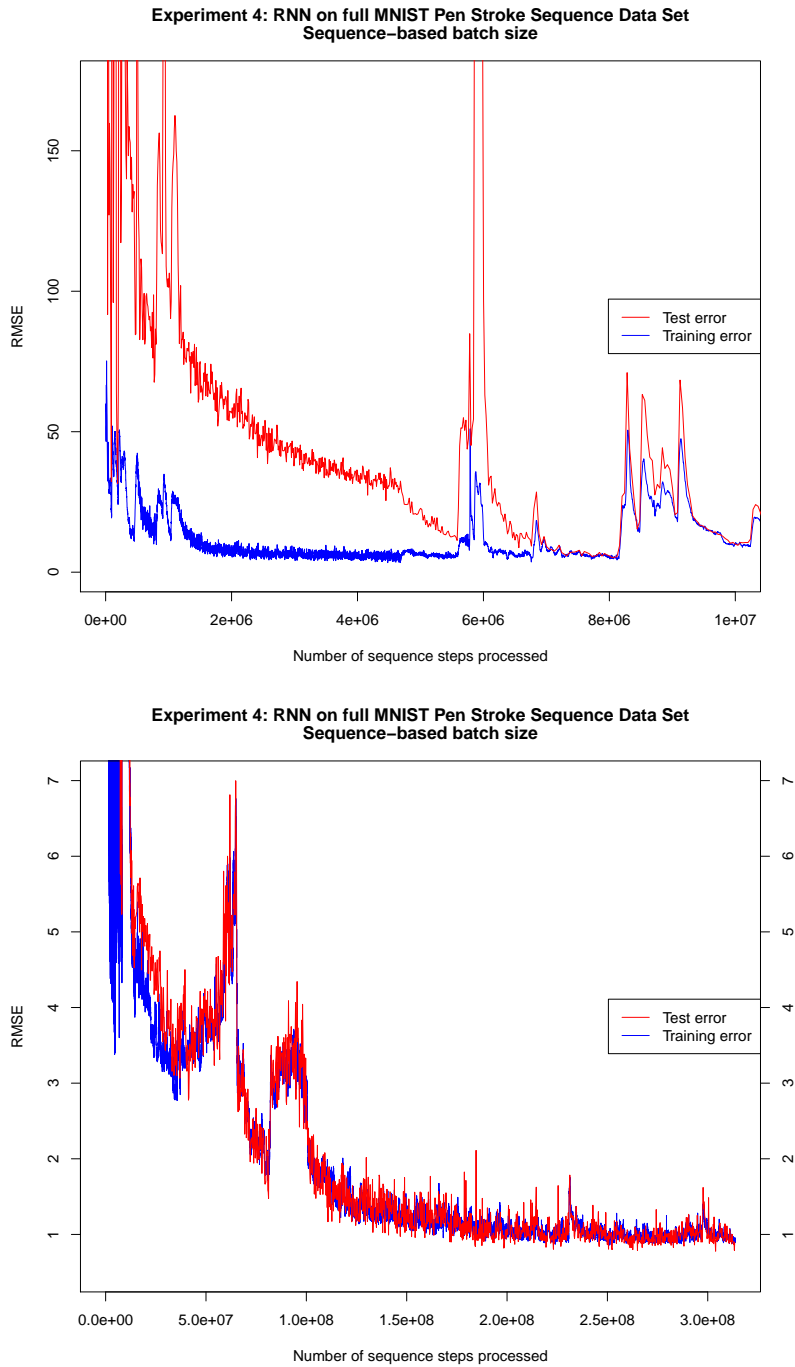 Experiment 4: RNN on full MNIST Pen Stroke Sequence Data Set
Sequence−based batch size
150
100
50
0
RMSE
Test error
Training error
0e+00 2e+06 4e+06 6e+06 8e+06 1e+07
Number of sequence steps processed
Experiment 4: RNN on full MNIST Pen Stroke Sequence Data Set
Sequence−based batch size
7 7
6 6
5 5
4 4
3 3
2 2
1 1
RMSE
Test error
Training error
0.0e+00 5.0e+07 1.0e+08 1.5e+08 2.0e+08 2.5e+08 3.0e+08
Number of sequence steps processed